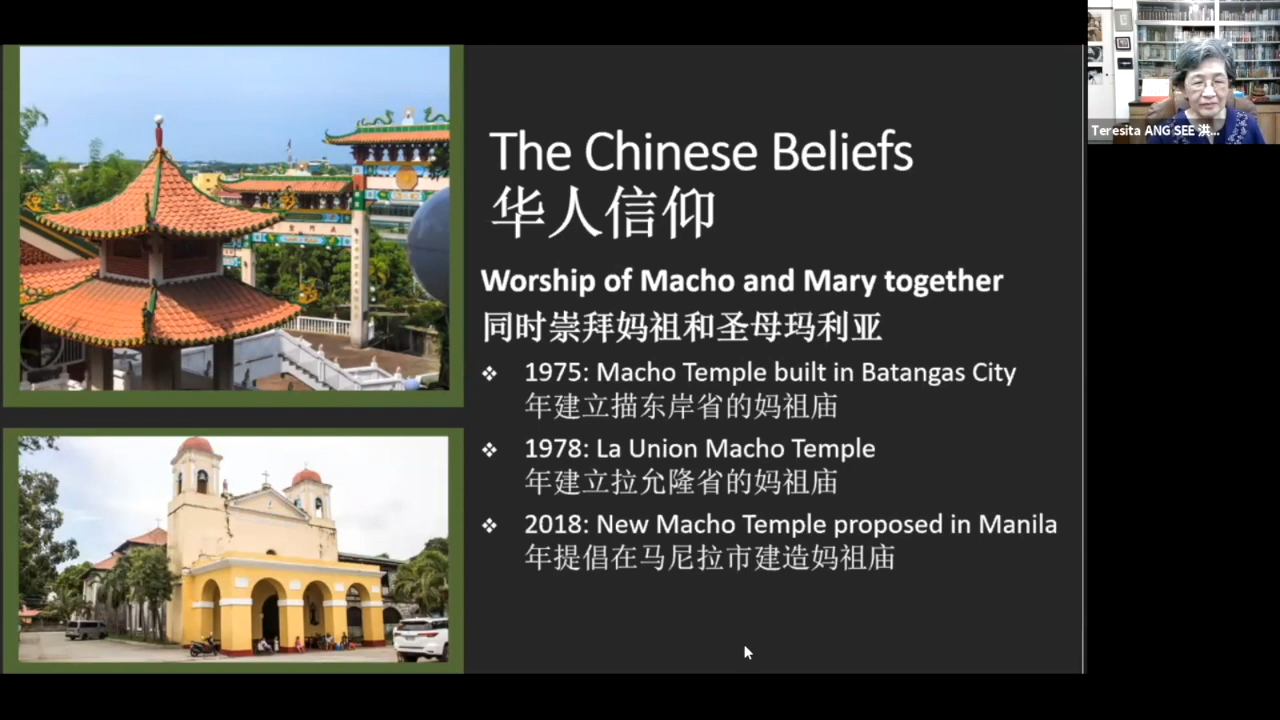 The Chinese Beliefs
华人信仰
Worship of Macho and Mary together
同时崇拜妈祖和圣母玛利亚
❖ 1975: Macho Temple built in Batangas City
年建立描东岸省的妈祖庙
❖ 1978: La Union Macho Temple
年建立拉允隆省的妈祖庙
❖ 2018: New Macho Temple proposed in Manila
年提倡在马尼拉市建造妈祖庙
Teresita ANG SEE 洪...